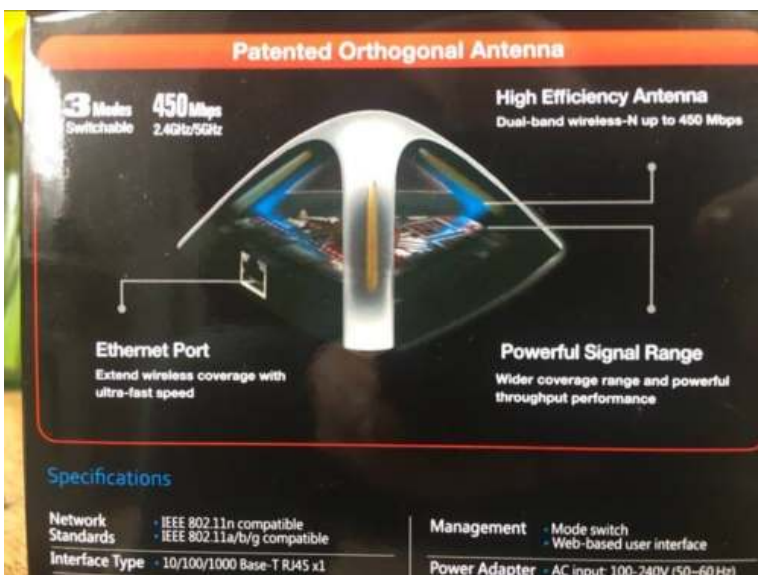 Patented Orthogonal Antenna
3 Modes
Switchable
450 Mbps
2.4GHz/5GHz
High Efficiency Antenna
Dual-band wireless-N up to 450 Mbps
Ethernet Port
Extend wireless coverage with
ultra-fast speed
Powerful Signal Range
Wider coverage range and powerful
throughput performance
Specifications
Network
Standards
• IEEE 802.11n compatible
• IEEE 802.11a/b/g compatible
Interface Type • 10/100/1000 Base-T RJ45 x1
Management • Mode switch
• Web-based user interface
Power Adapter • AC input: 100-240V (50~60 Hz)